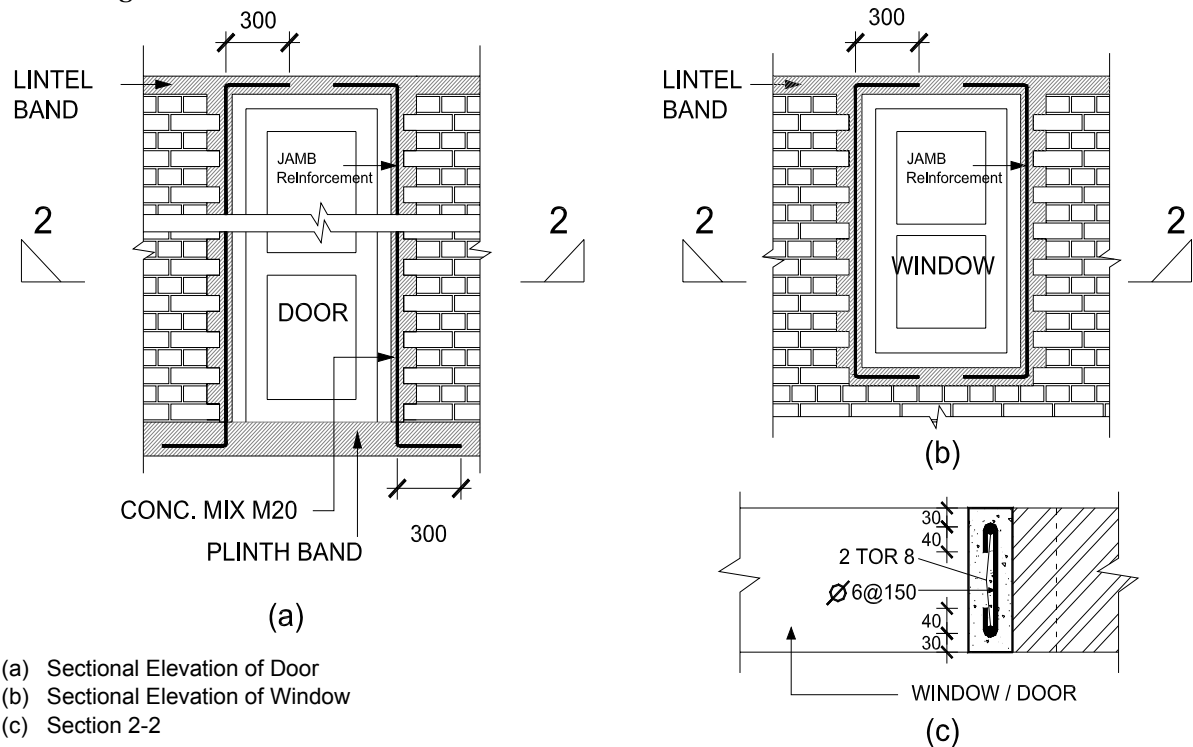 300
LINTEL
BAND
JAMB
Reinforcement
2
2
DOOR
CONC. MIX M20
PLINTH BAND
300
(a)
300
LINTEL
BAND
JAMB
Reinforcement
2
2
WINDOW
(b)
30
40
2 TOR 8
Ø 6@150
40
30
WINDOW / DOOR
(c)
(a) Sectional Elevation of Door
(b) Sectional Elevation of Window
(c) Section 2-2